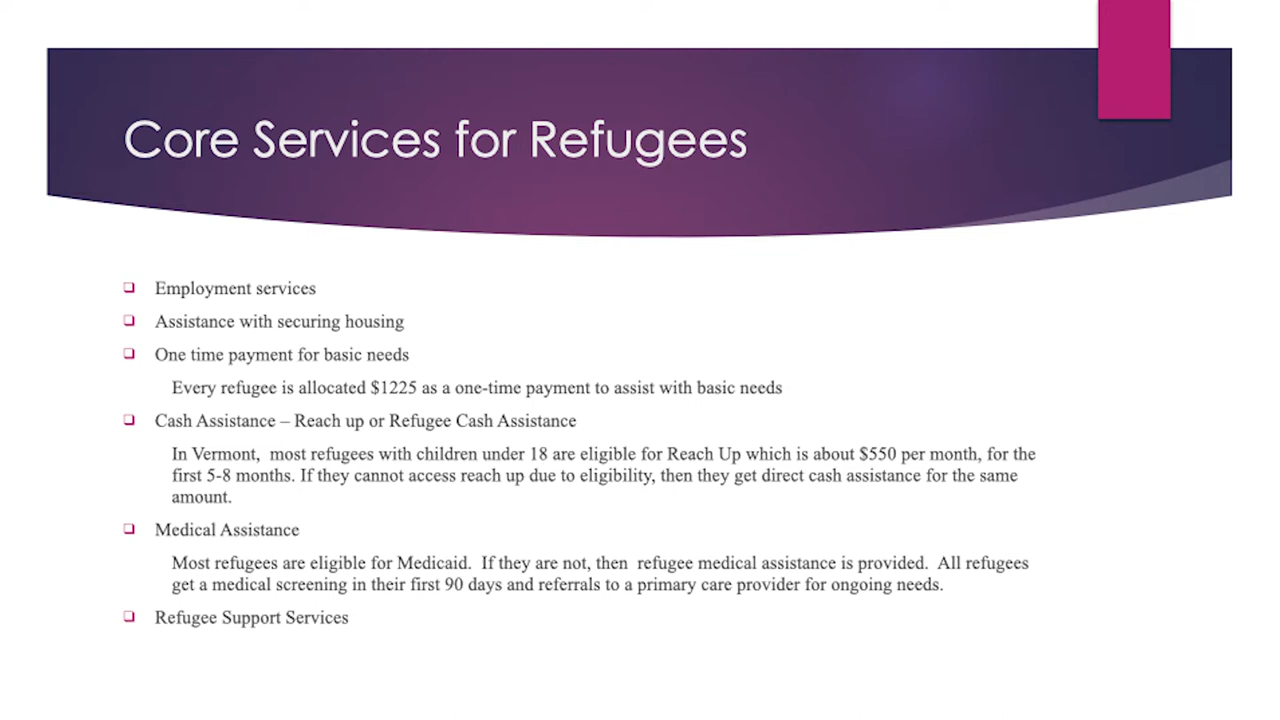 Core Services for Refugees
Employment services
Assistance with securing housing
One time payment for basic needs
Every refugee is allocated $1225 as a one-time payment to assist with basic needs
Cash Assistance – Reach up or Refugee Cash Assistance
In Vermont,  most refugees with children under 18 are eligible for Reach Up which is about $550 per month, for the
first 5-8 months. If they cannot access reach up due to eligibility, then they get direct cash assistance for the same
amount.
Medical Assistance
Most refugees are eligible for Medicaid.  If they are not, then  refugee medical assistance is provided.  All refugees
get a medical screening in their first 90 days and referrals to a primary care provider for ongoing needs.
Refugee Support Services